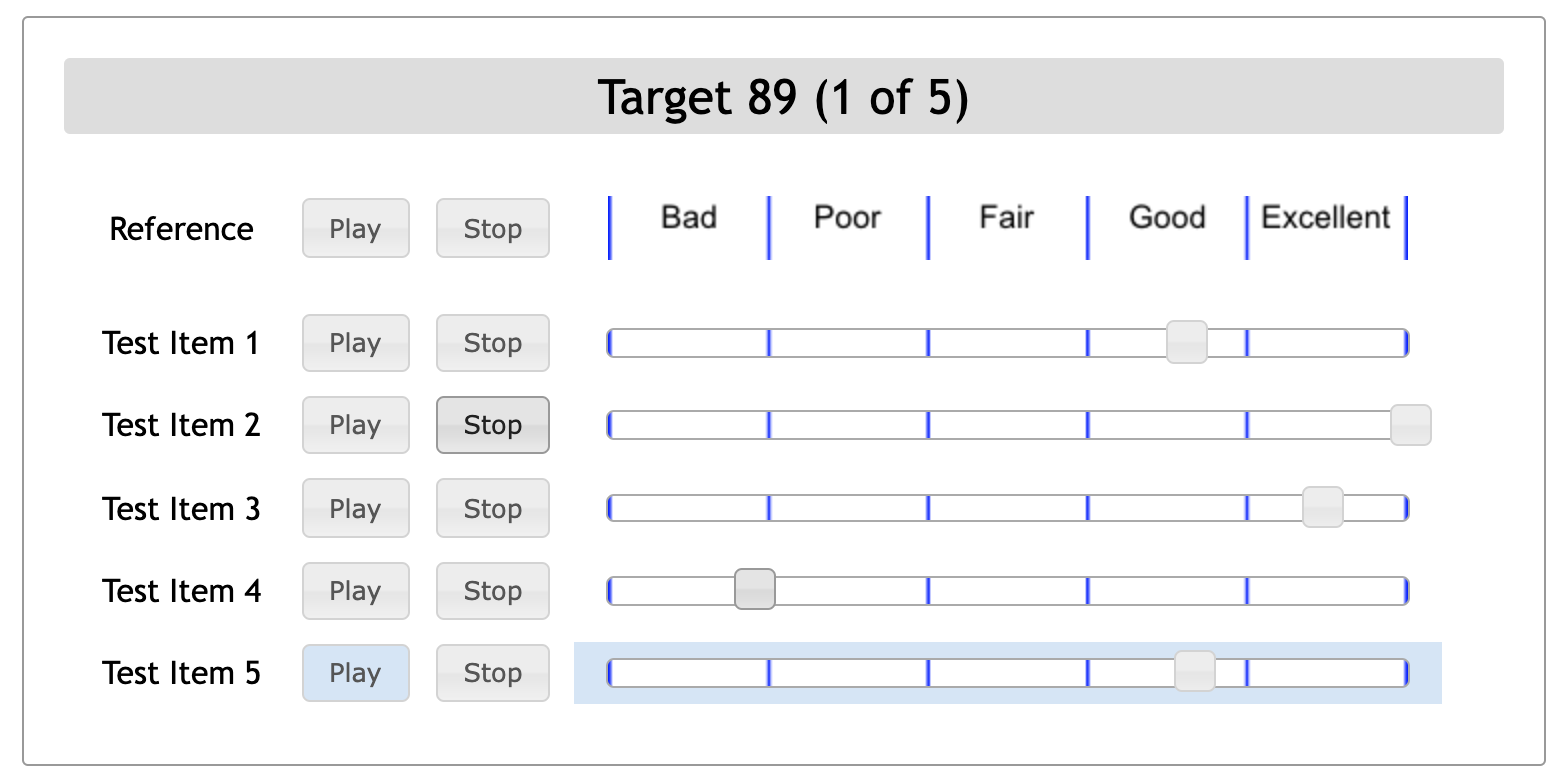 Target 89 (1 of 5)
Reference Play Stop Bad Poor Fair Good Excellent
Test Item 1 Play Stop
Test Item 2 Play Stop
Test Item 3 Play Stop
Test Item 4 Play Stop
Test Item 5 Play Stop